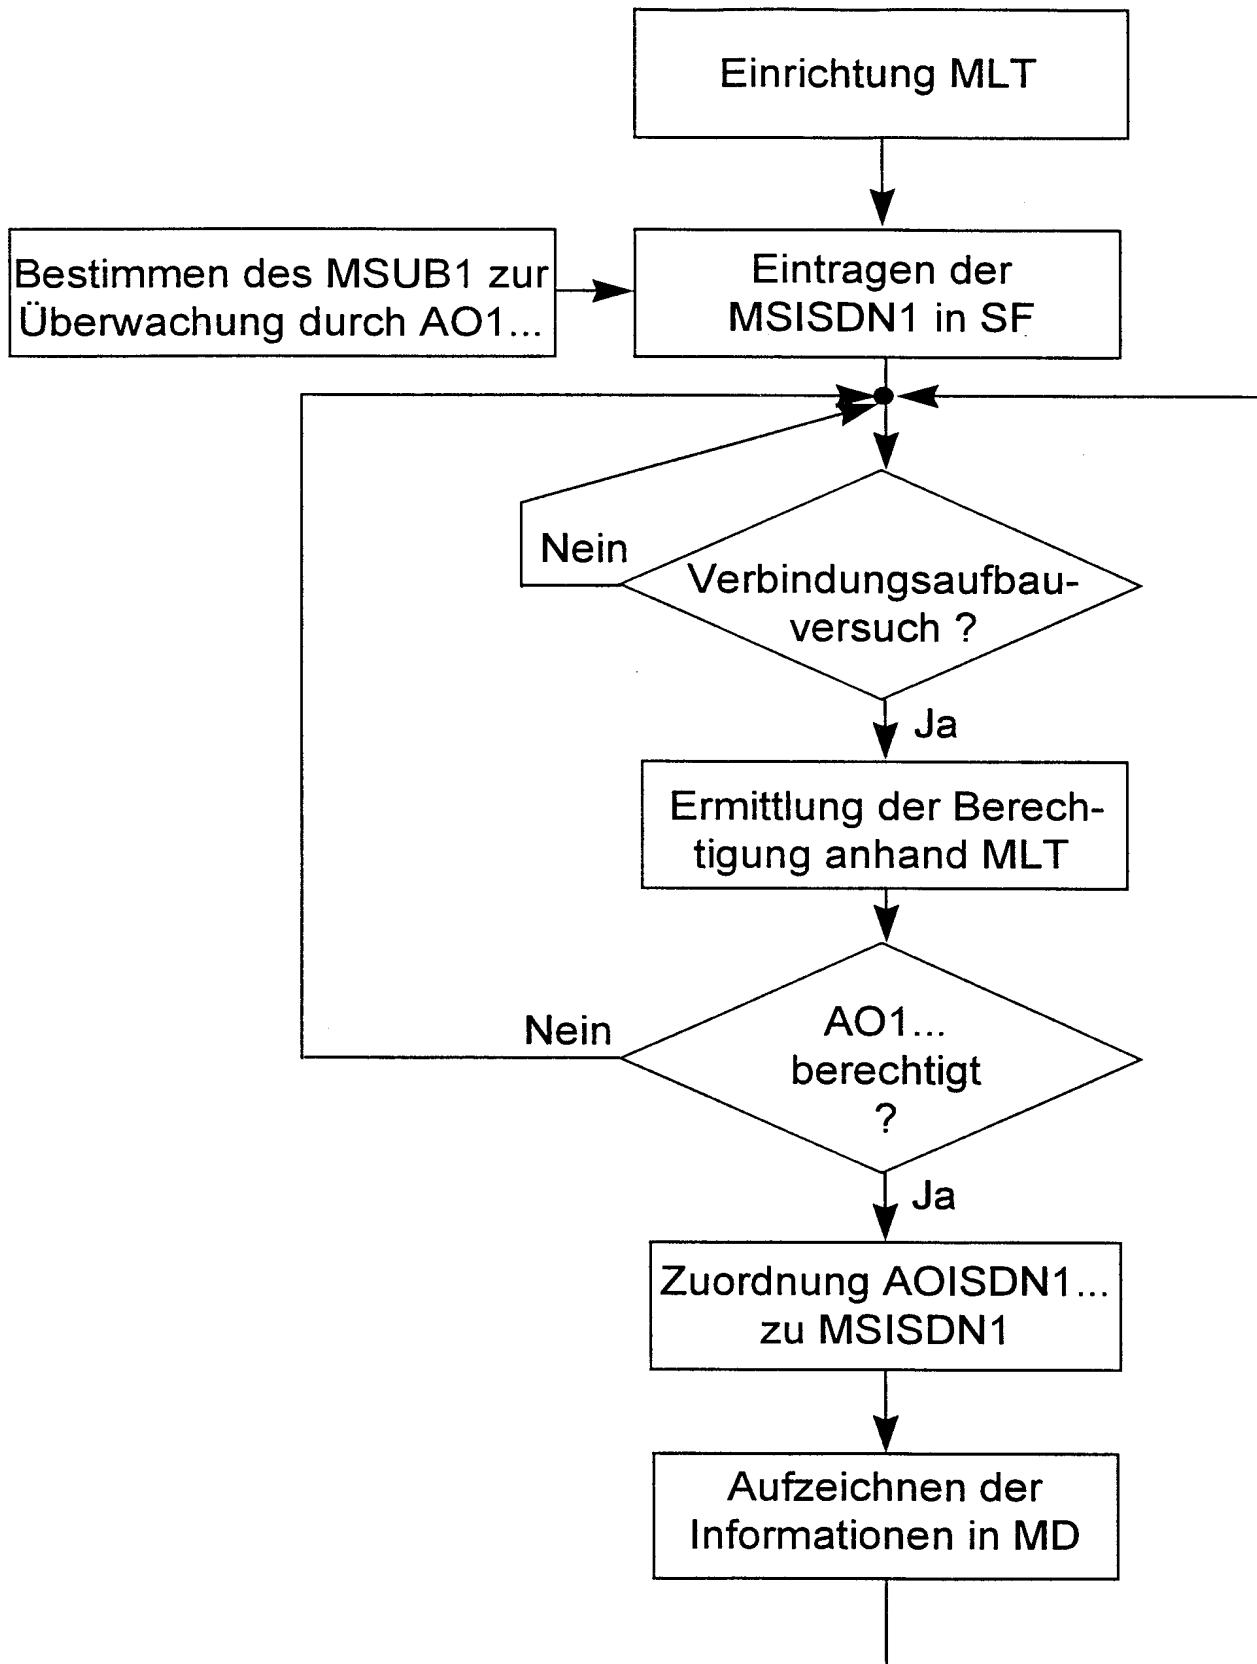 Einrichtung MLT
Bestimmen des MSUB1 zur
Überwachung durch AO1...
Eintragen der
MSISDN1 in SF
Nein
Verbindungsaufbau-
versuch ?
Ja
Ermittlung der Berech-
tigung anhand MLT
Nein
AO1...
berechtigt
?
Ja
Zuordnung AOISDN1...
zu MSISDN1
Aufzeichnen der
Informationen in MD